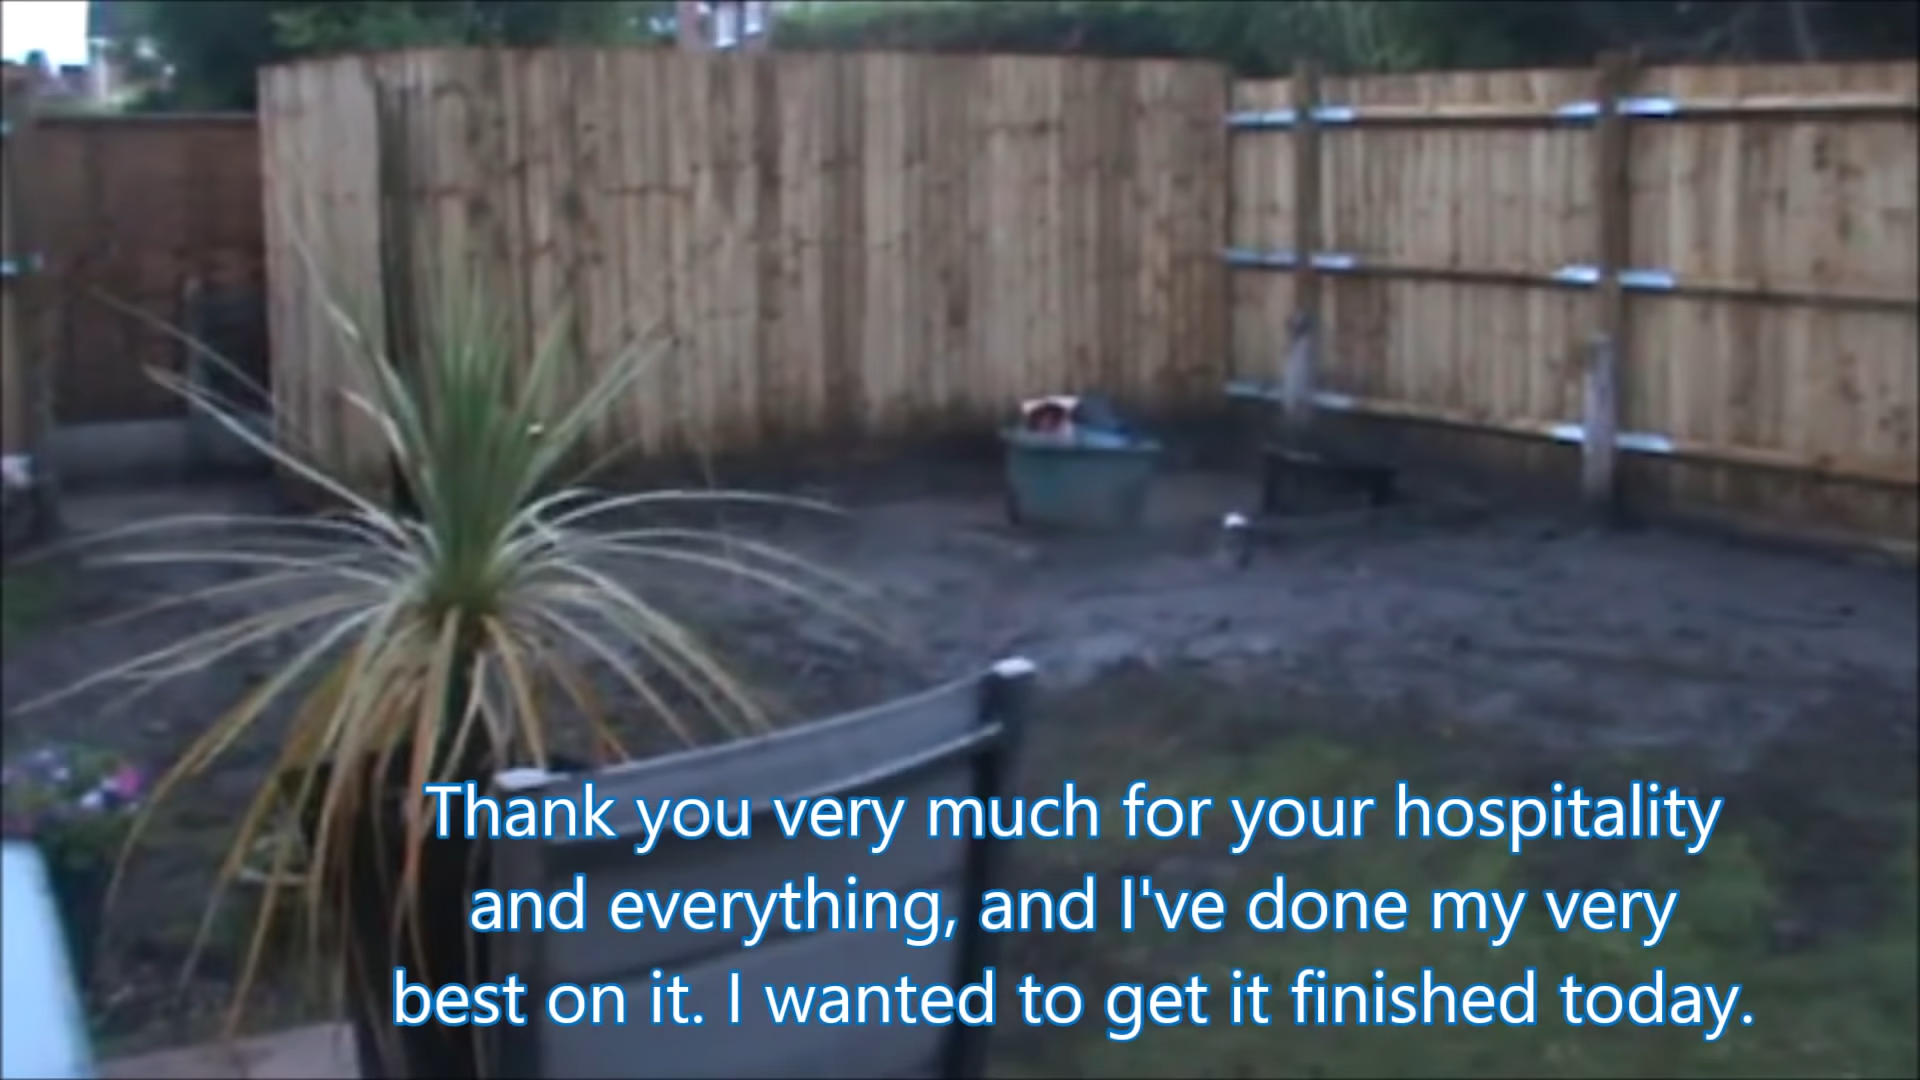 Thank you very much for your hospitality
and everything, and I've done my very
best on it. I wanted to get it finished today.